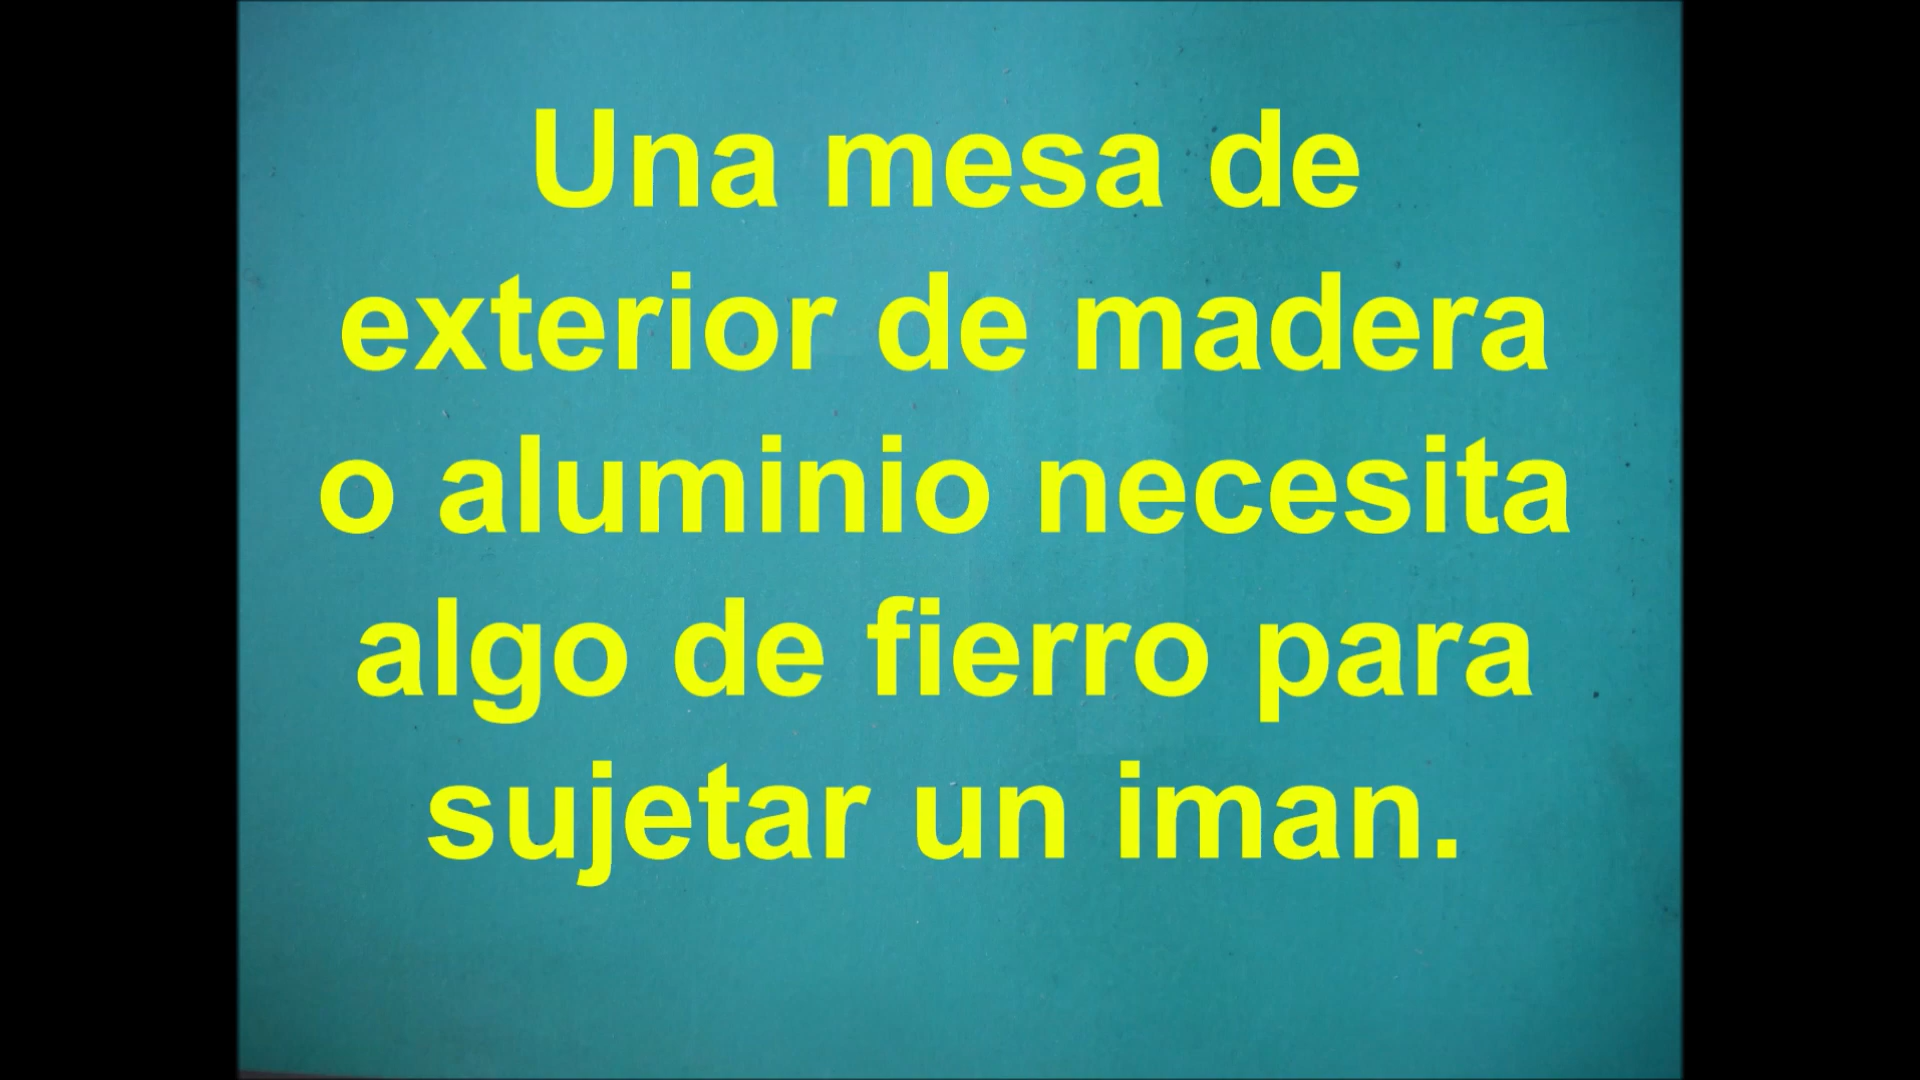 Una mesa de
exterior de madera
o aluminio necesita
algo de fierro para
sujetar un iman.